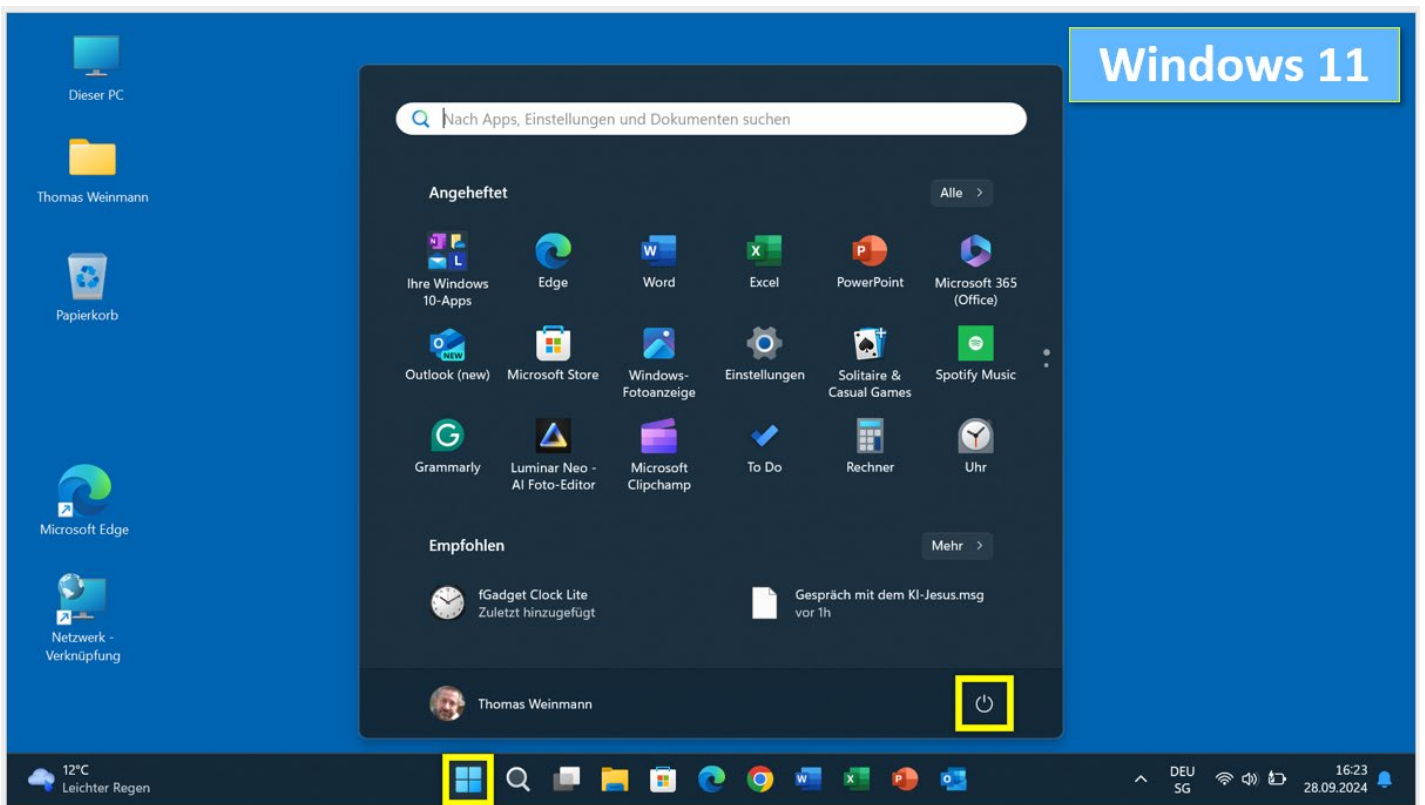 Windows 11
Dieser PC
Thomas Weinmann
Papierkorb
Microsoft Edge
Netzwerk -
Verknüpfung
Nach Apps, Einstellungen und Dokumenten suchen
Angeheftet
Alle >
Ihre Windows
10-Apps
Edge
Word
Excel
PowerPoint
Microsoft 365
(Office)
Outlook (new)
Microsoft Store
Windows-
Fotoanzeige
Einstellungen
Solitaire &
Casual Games
Spotify Music
Grammarly
Luminar Neo -
AI Foto-Editor
Microsoft
Clipchamp
To Do
Rechner
Uhr
Empfohlen
Mehr >
fGadget Clock Lite
Zuletzt hinzugefügt
Gespräch mit dem KI-Jesus.msg
vor 1h
Thomas Weinmann
12°C
Leichter Regen
DEU
SG
16:23
28.09.2024